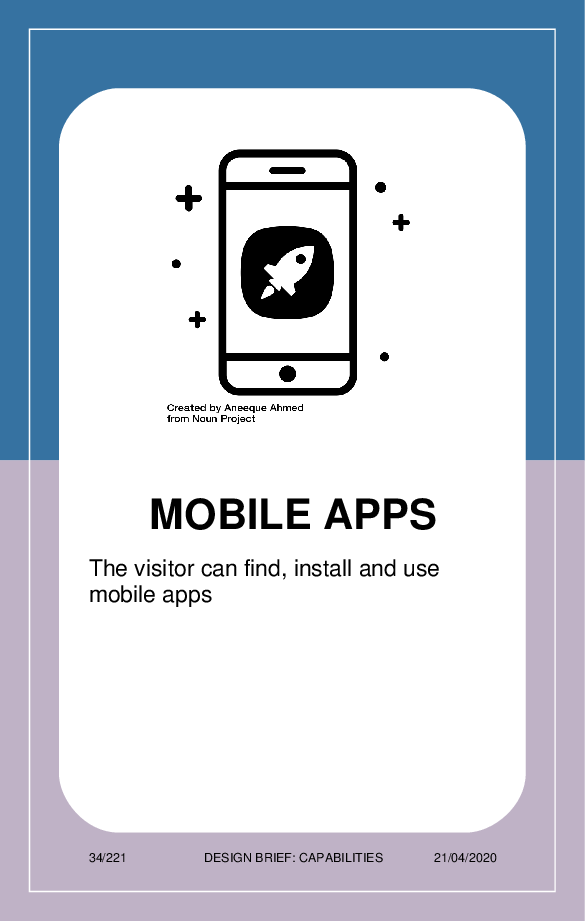 Created by Aneeque Ahmed
from Noun Project
MOBILE APPS
The visitor can find, install and use
mobile apps
34/221
DESIGN BRIEF: CAPABILITIES
21/04/2020